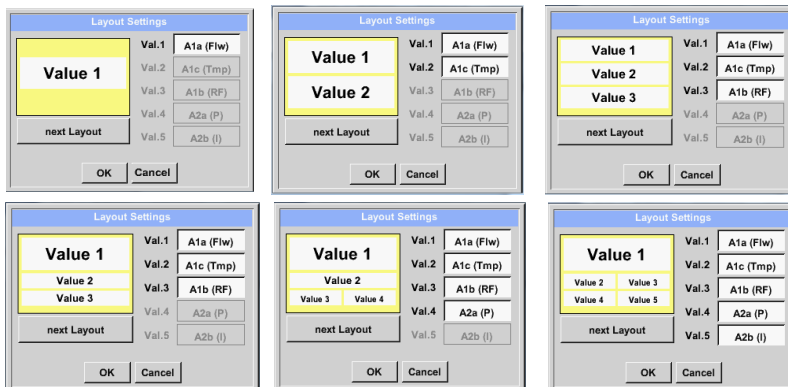 Layout Settings
Value 1
next Layout
Val.1 A1a (Flw)
Val.2 A1c (Tmp)
Val.3 A1b (RF)
Val.4 A2a (P)
Val.5 A2b (I)
OK Cancel
Layout Settings
Value 1
Value 2
next Layout
Val.1 A1a (Flw)
Val.2 A1c (Tmp)
Val.3 A1b (RF)
Val.4 A2a (P)
Val.5 A2b (I)
OK Cancel
Layout Settings
Value 1
Value 2
Value 3
next Layout
Val.1 A1a (Flw)
Val.2 A1c (Tmp)
Val.3 A1b (RF)
Val.4 A2a (P)
Val.5 A2b (I)
OK Cancel
Layout Settings
Value 1
Value 2
Value 3
next Layout
Val.1 A1a (Flw)
Val.2 A1c (Tmp)
Val.3 A1b (RF)
Val.4 A2a (P)
Val.5 A2b (I)
OK Cancel
Layout Settings
Value 1
Value 2
Value 3 Value 4
next Layout
Val.1 A1a (Flw)
Val.2 A1c (Tmp)
Val.3 A1b (RF)
Val.4 A2a (P)
Val.5 A2b (I)
OK Cancel
Layout Settings
Value 1
Value 2 Value 3
Value 4 Value 5
next Layout
Val.1 A1a (Flw)
Val.2 A1c (Tmp)
Val.3 A1b (RF)
Val.4 A2a (P)
Val.5 A2b (I)
OK Cancel